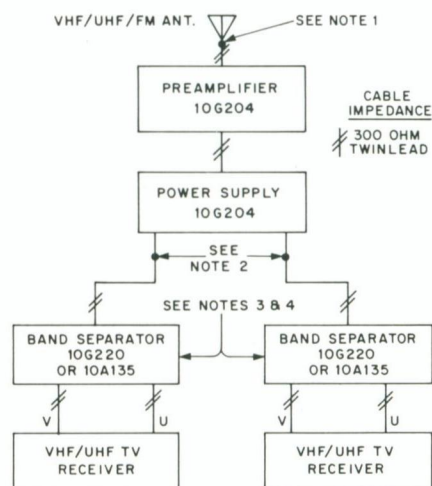 VHF/UHF/FM ANT.
SEE NOTE 1
PREAMPLIFIER
10G204
CABLE
IMPEDANCE
300 OHM
TWINLEAD
POWER SUPPLY
10G204
SEE
NOTE 2
SEE NOTES 3 & 4
BAND SEPARATOR
10G220
OR 10A135
BAND SEPARATOR
10G220
OR 10A135
V
U
V
U
VHF/UHF TV
RECEIVER
VHF/UHF TV
RECEIVER